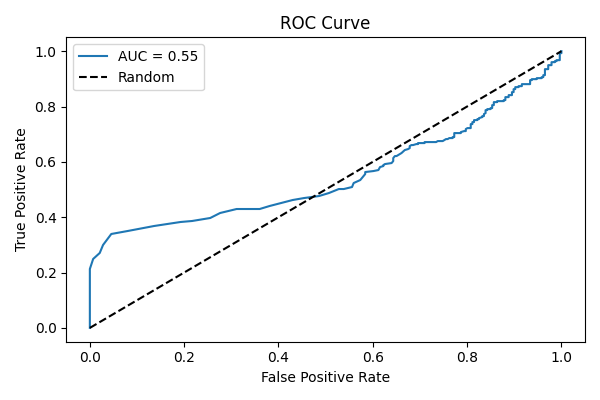 ROC Curve
AUC = 0.55
Random
True Positive Rate
1.0
0.8
0.6
0.4
0.2
0.0
0.0 0.2 0.4 0.6 0.8 1.0
False Positive Rate